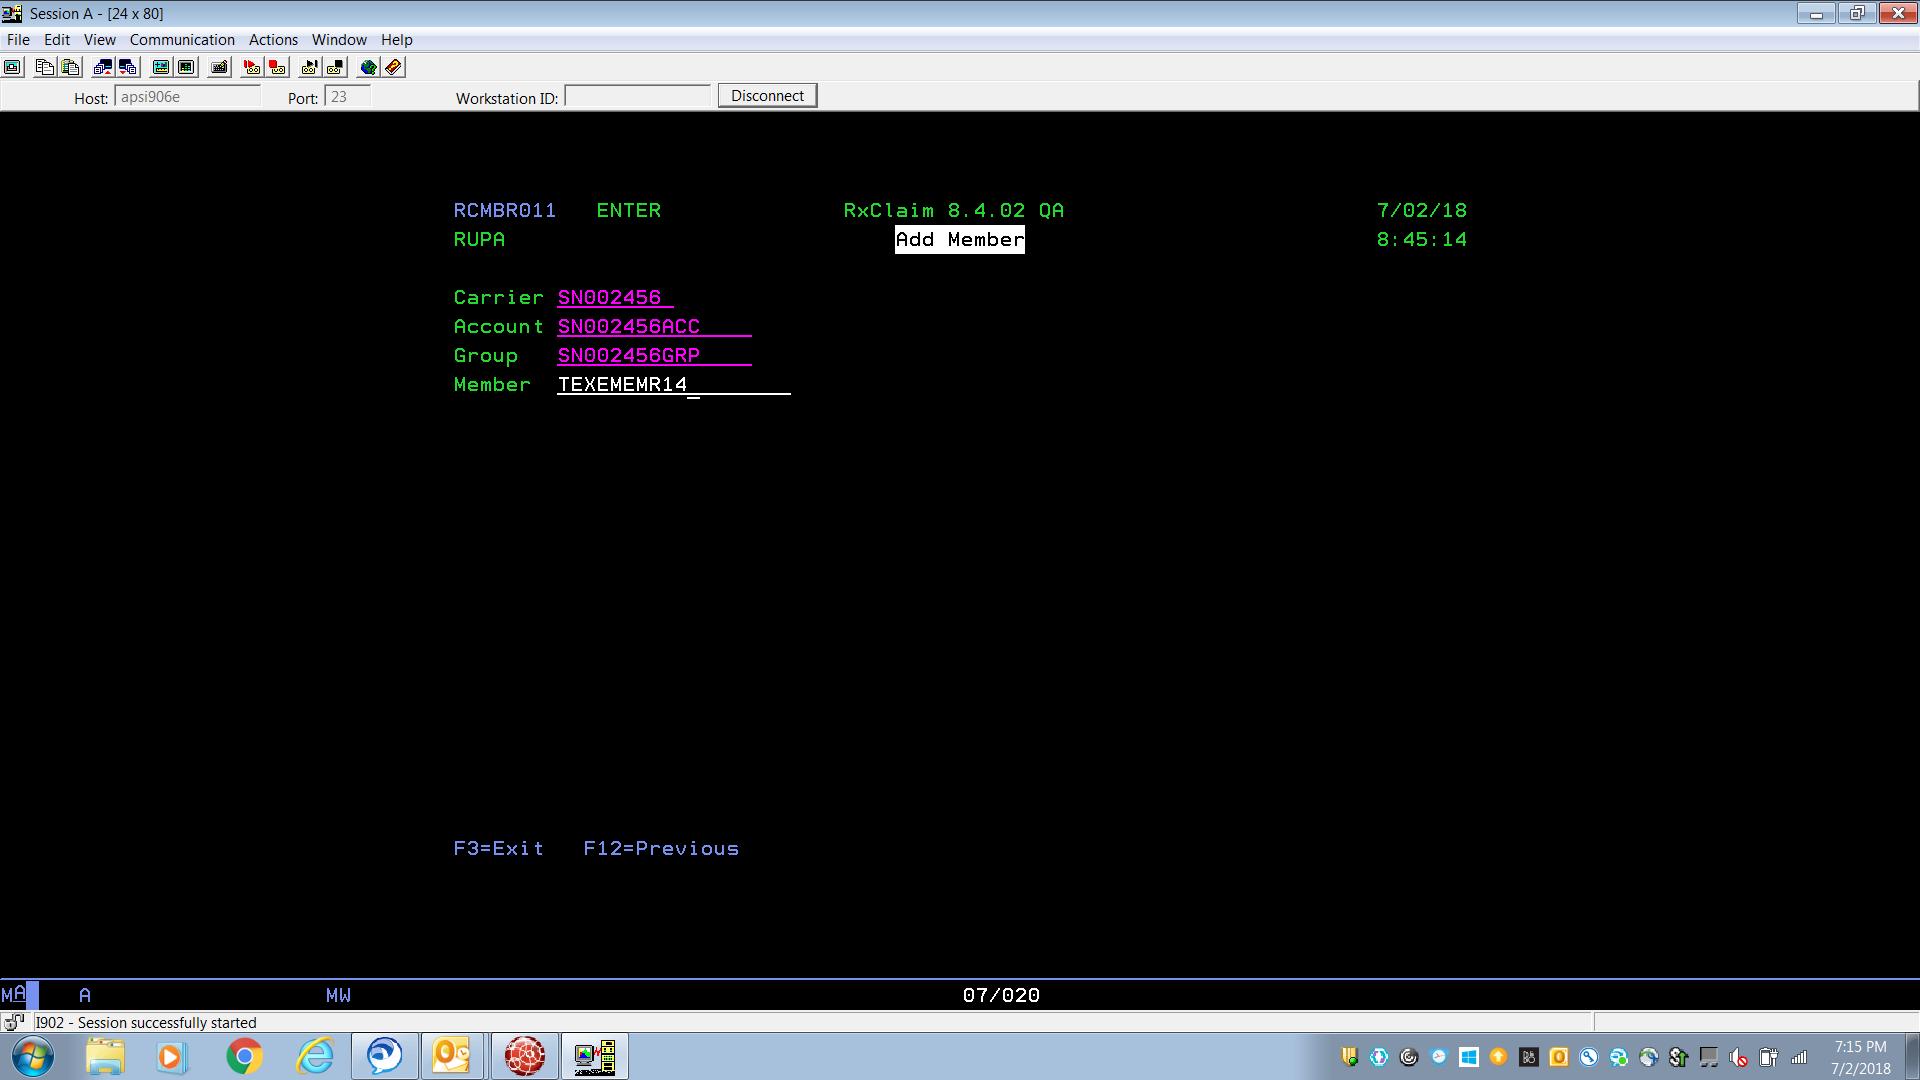 Session A - [24 x 80]
File Edit View Communication Actions Window Help
Host: apsi906e Port: 23 Workstation ID: Disconnect
RCMBR011 ENTER RxClaim 8.4.02 QA 7/02/18
RUPA Add Member 8:45:14
Carrier SN002456
Account SN002456ACC
Group SN002456GRP
Member TEXEMEMR14
F3=Exit F12=Previous
MA A MW 07/020
I902 - Session successfully started
7:15 PM
7/2/2018